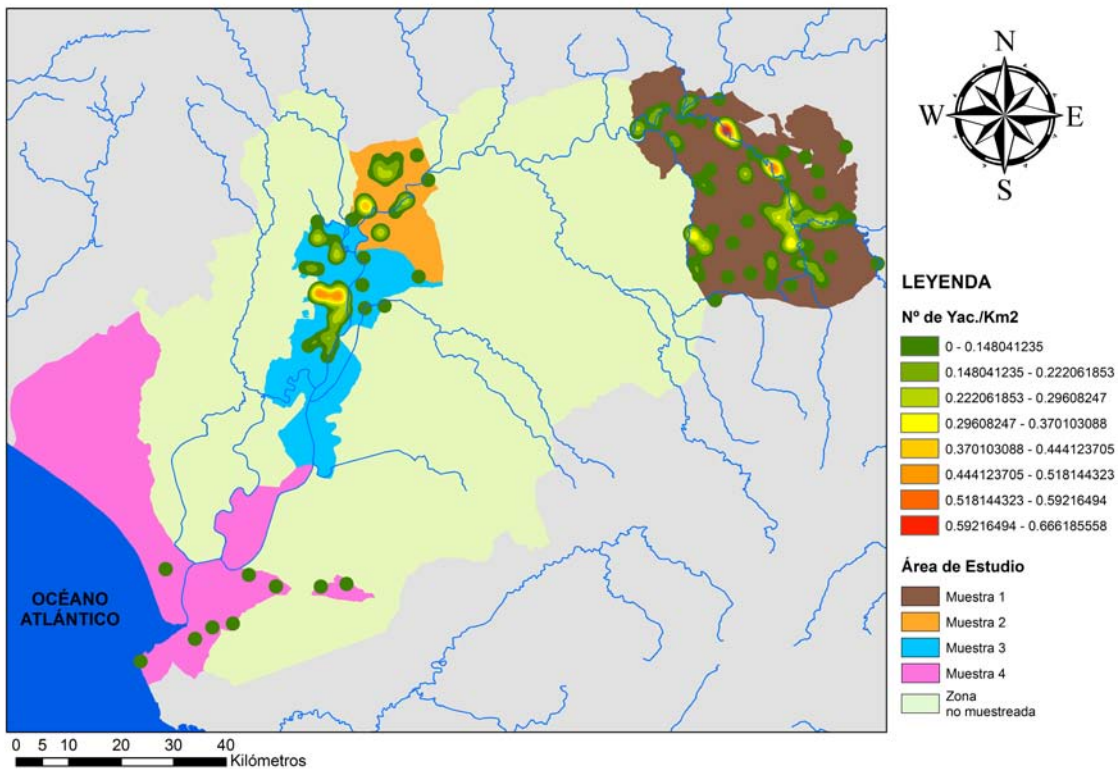 N
W
E
S
LEYENDA
Nº de Yac./Km2
0 - 0.148041235
0.148041235 - 0.222061853
0.222061853 - 0.29608247
0.29608247 - 0.370103088
0.370103088 - 0.444123705
0.444123705 - 0.518144323
0.518144323 - 0.59216494
0.59216494 - 0.666185558
Área de Estudio
Muestra 1
Muestra 2
Muestra 3
Muestra 4
Zona
no muestreada
OCÉANO
ATLÁNTICO
0 5 10 20 30 40
Kilómetros